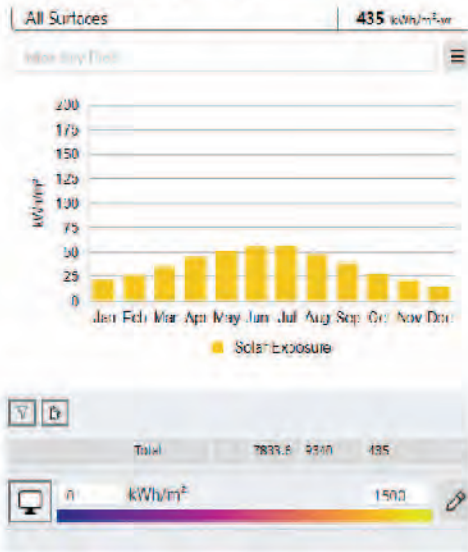 All Surfaces 435 kWh/m²-yr
200
175
150
125
100
75
50
25
0
kWh/m²
Jan Feb Mar Apr May Jun Jul Aug Sep Oct Nov Dec
Solar Exposure
Total 7833.8 9340 435
0 kWh/m² 1500